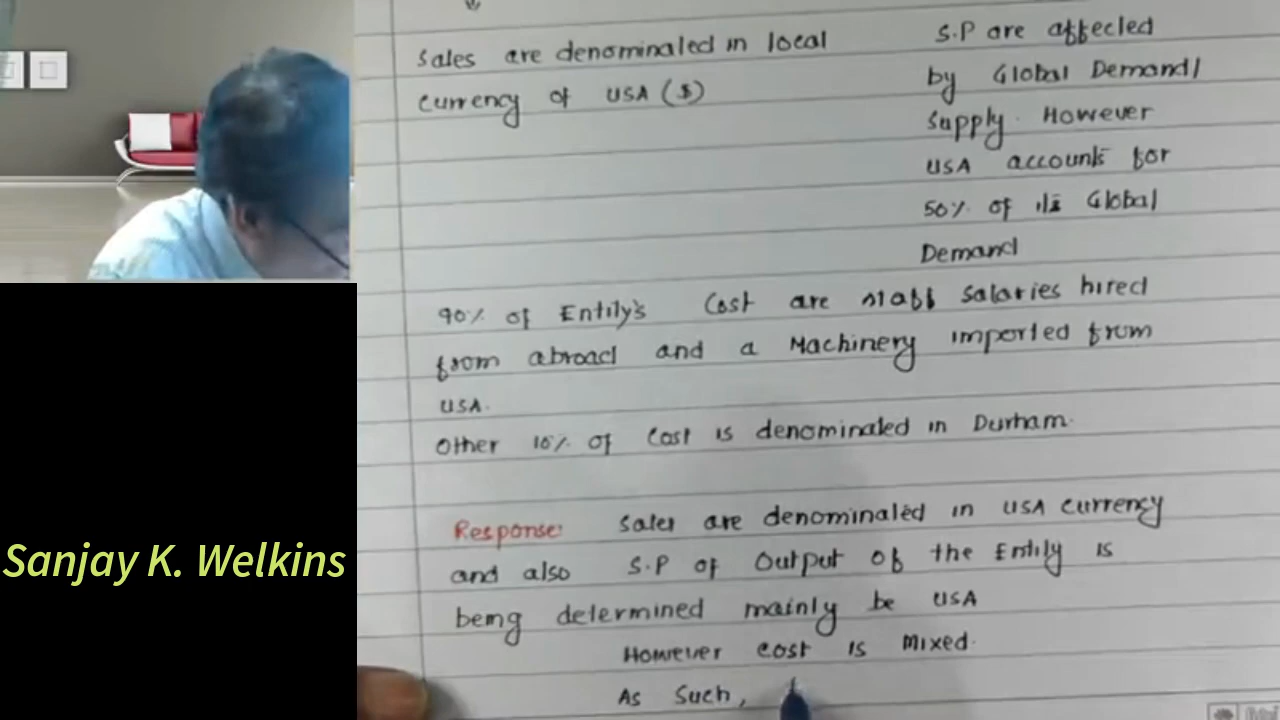 Sales are denominated in local
currency of USA ($)
S.P are affected
by Global Demand/
Supply. However
USA accounts for
50% of its Global
Demand
90% of Entity's Cost are staff salaries hired
from abroad and a Machinery imported from
USA.
Other 10% of Cost is denominated in Durham.
Response: Sales are denominated in USA currency
and also S.P of Output of the Entity is
being determined mainly be USA
However cost is Mixed.
As Such,
Sanjay K. Welkins